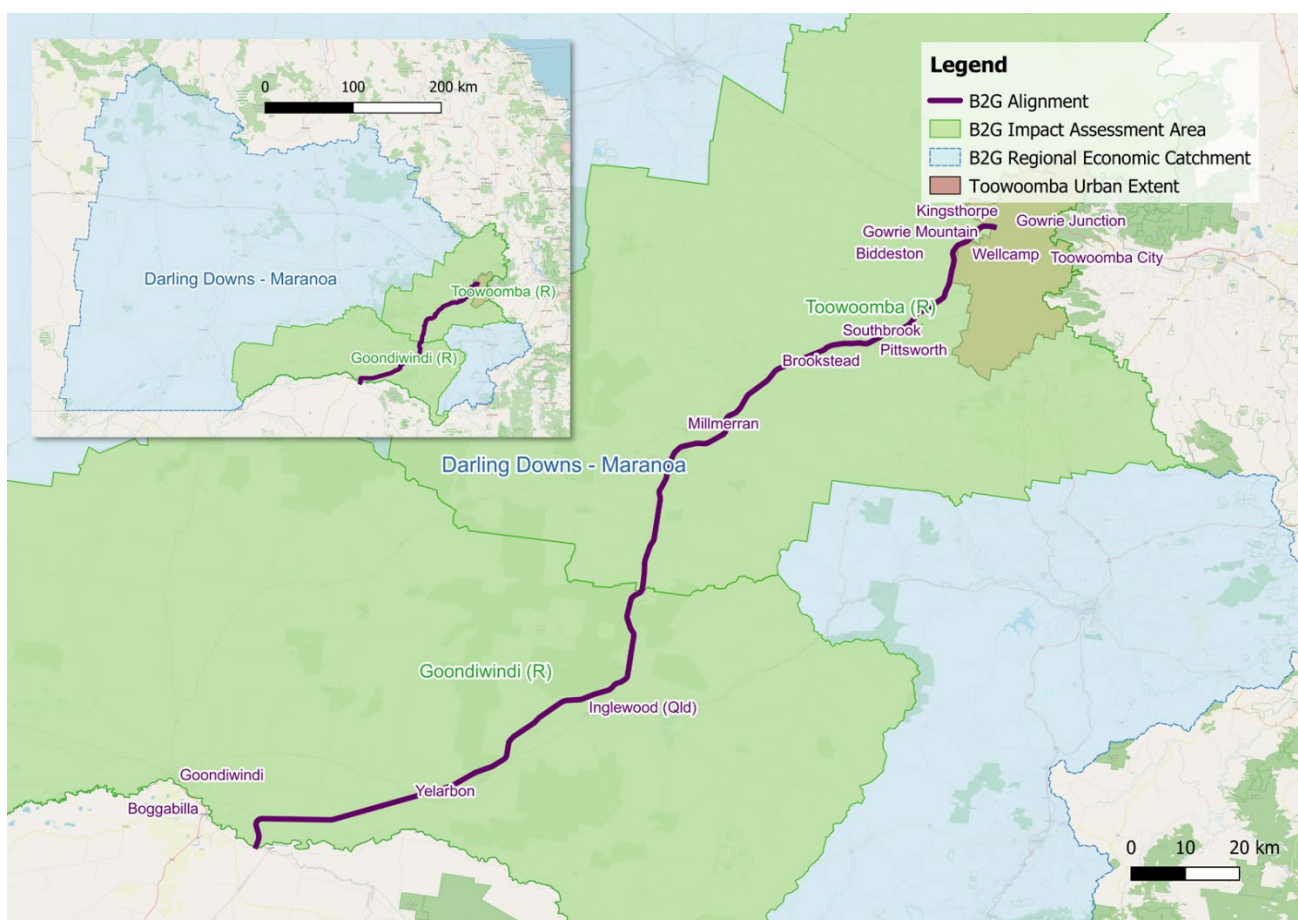 0 100 200 km
Darling Downs - Maranoa
Toowoomba (R)
Goondiwindi (R)
Legend
B2G Alignment
B2G Impact Assessment Area
B2G Regional Economic Catchment
Toowoomba Urban Extent
Kingsthorpe
Gowrie Junction
Gowrie Mountain
Biddeston
Wellcamp
Toowoomba City
Toowoomba (R)
Southbrook
Pittsworth
Brookstead
Millmerran
Darling Downs - Maranoa
Goondiwindi (R)
Inglewood (Qld)
Goondiwindi
Yelarbon
Boggabilla
0 10 20 km